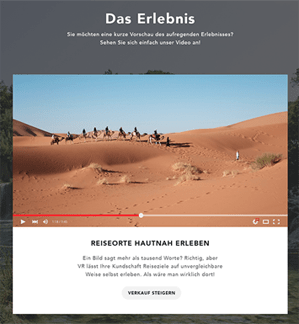 Das Erlebnis
Sie möchten eine kurze Vorschau des aufregenden Erlebnisses?
Sehen Sie sich einfach unser Video an!
REISEORTE HAUTNAH ERLEBEN
Ein Bild sagt mehr als tausend Worte? Richtig, aber
VR lässt Ihre Kundschaft Reiseziele auf unvergleichbare
Weise selbst erleben. Als wäre man wirklich dort!
VERKAUF STEIGERN